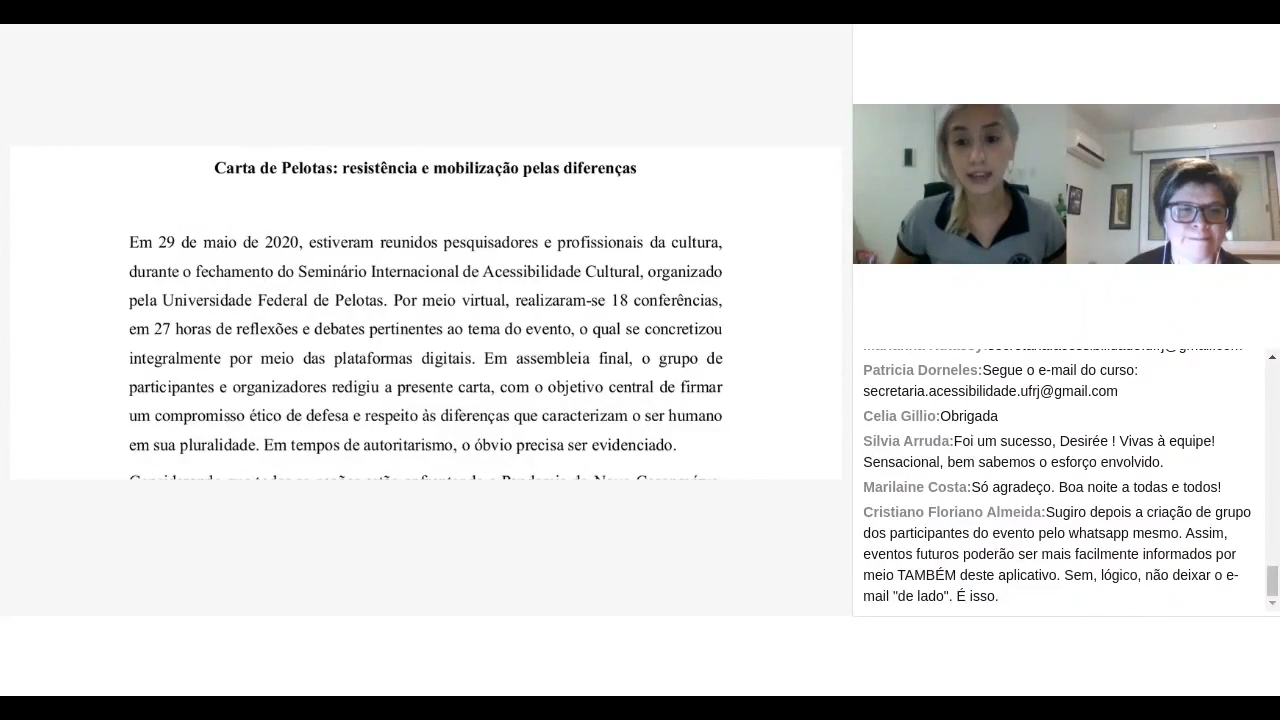 Carta de Pelotas: resistência e mobilização pelas diferenças
Em 29 de maio de 2020, estiveram reunidos pesquisadores e profissionais da cultura,
durante o fechamento do Seminário Internacional de Acessibilidade Cultural, organizado
pela Universidade Federal de Pelotas. Por meio virtual, realizaram-se 18 conferências,
em 27 horas de reflexões e debates pertinentes ao tema do evento, o qual se concretizou
integralmente por meio das plataformas digitais. Em assembleia final, o grupo de
participantes e organizadores redigiu a presente carta, com o objetivo central de firmar
um compromisso ético de defesa e respeito às diferenças que caracterizam o ser humano
em sua pluralidade. Em tempos de autoritarismo, o óbvio precisa ser evidenciado.
Patricia Dorneles:Segue o e-mail do curso:
secretaria.acessibilidade.ufrj@gmail.com
Celia Gillio:Obrigada
Silvia Arruda:Foi um sucesso, Desirée ! Vivas à equipe!
Sensacional, bem sabemos o esforço envolvido.
Marilaine Costa:Só agradeço. Boa noite a todas e todos!
Cristiano Floriano Almeida:Sugiro depois a criação de grupo
dos participantes do evento pelo whatsapp mesmo. Assim,
eventos futuros poderão ser mais facilmente informados por
meio TAMBÉM deste aplicativo. Sem, lógico, não deixar o e-
mail "de lado". É isso.